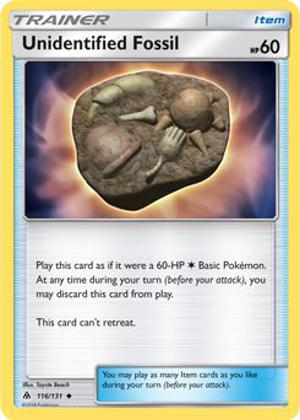 TRAINER Item
Unidentified Fossil HP60
Play this card as if it were a 60-HP Basic Pokémon.
At any time during your turn (before your attack), you
may discard this card from play.
This card can't retreat.
Illus. Toyste Beach
116/131
You may play as many Item cards as you like
during your turn (before your attack).
©2018 Pokémon